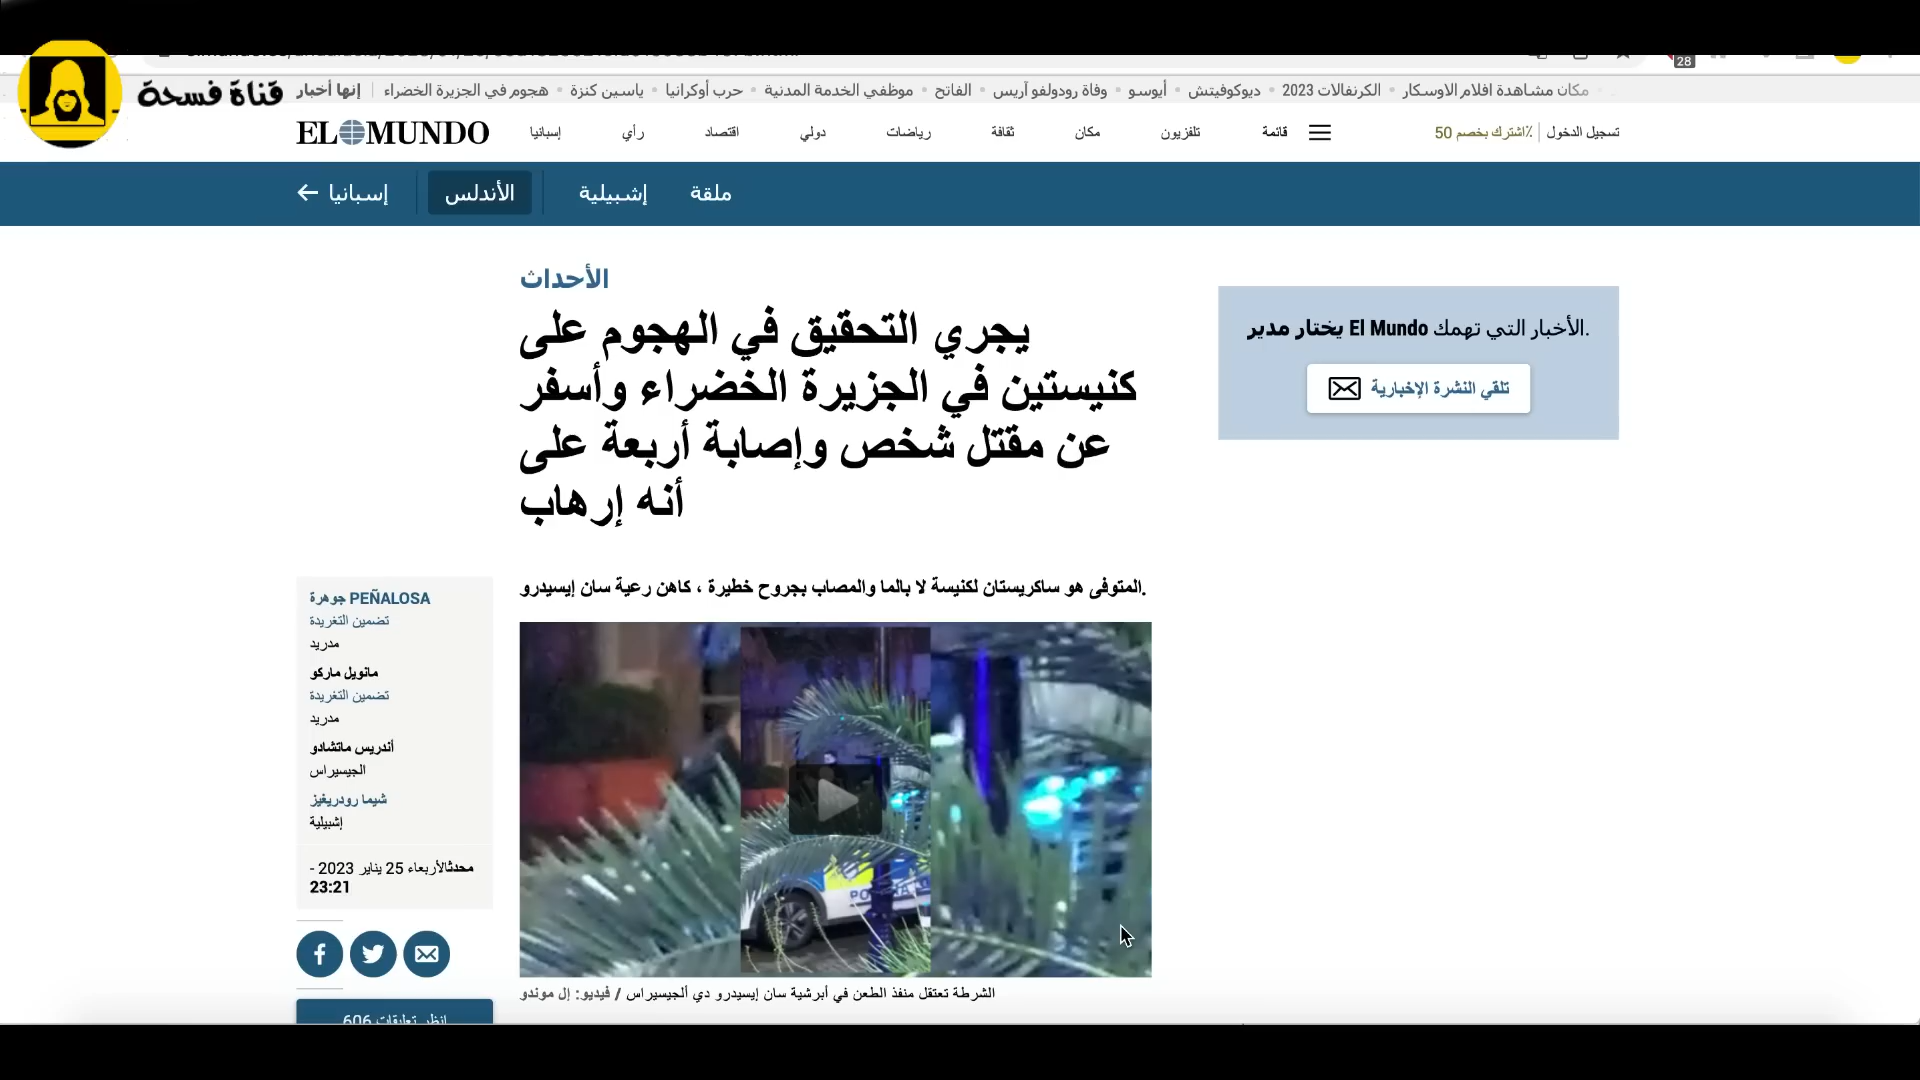 28
قناة فسحة
إنها أخبار
هجوم في الجزيرة الخضراء
ياسين كنزة
حرب أوكرانيا
موظفي الخدمة المدنية
الفاتح
وفاة رودولفو آريس
أيوسو
ديوكوفيتش
الكرنفالات 2023
مكان مشاهدة افلام الاوسكار
EL MUNDO
إسبانيا
رأي
اقتصاد
دولي
رياضات
ثقافة
مكان
تلفزيون
قائمة
اشترك بخصم 50٪
تسجيل الدخول
إسبانيا
الأندلس
إشبيلية
ملقة
الأحداث
يجري التحقيق في الهجوم على
كنيستين في الجزيرة الخضراء وأسفر
عن مقتل شخص وإصابة أربعة على
أنه إرهاب
.الأخبار التي تهمك El Mundo يختار مدير
تلقي النشرة الإخبارية
.المتوفى هو ساكريستان لكنيسة لا بالما والمصاب بجروح خطيرة ، كاهن رعية سان إيسيدرو
جوهرة PEÑALOSA
تضمين التغريدة
مدريد
مانويل ماركو
تضمين التغريدة
مدريد
أندريس ماتشادو
الجيسيراس
شيما رودريغيز
إشبيلية
محدثالأربعاء 25 يناير 2023 -
23:21
الشرطة تعتقل منفذ الطعن في أبرشية سان إيسيدرو دي ألجيسيراس / فيديو: إل موندو
انظر تعليقات 606